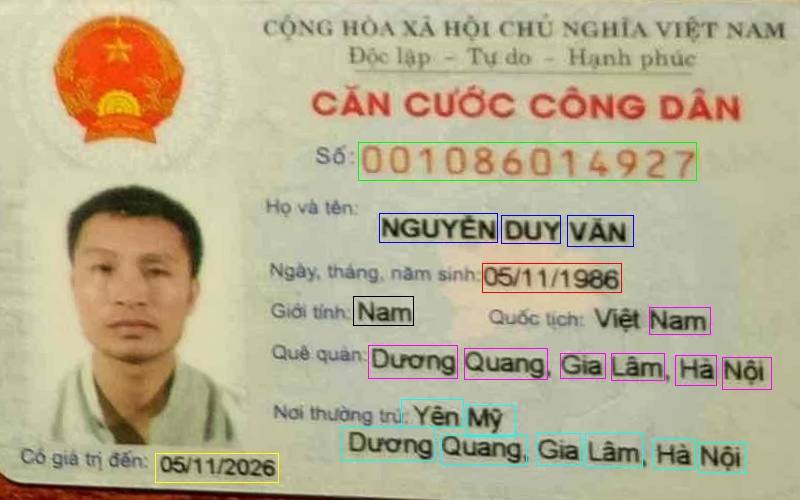 CỘNG HÒA XÃ HỘI CHỦ NGHĨA VIỆT NAM
Độc lập - Tự do - Hạnh phúc
CĂN CƯỚC CÔNG DÂN
Số: 001086014927
Họ và tên:
NGUYỄN DUY VĂN
Ngày, tháng, năm sinh: 05/11/1986
Giới tính: Nam Quốc tịch: Việt Nam
Quê quán: Dương Quang, Gia Lâm, Hà Nội
Nơi thường trú: Yên Mỹ
Dương Quang, Gia Lâm, Hà Nội
Có giá trị đến: 05/11/2026